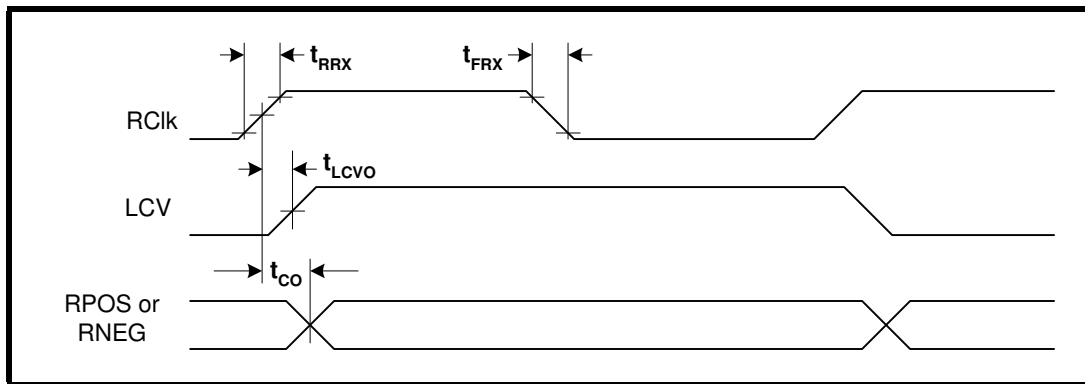 tRRX
tFRX
RClk
tLCVO
LCV
tCO
RPOS or
RNEG